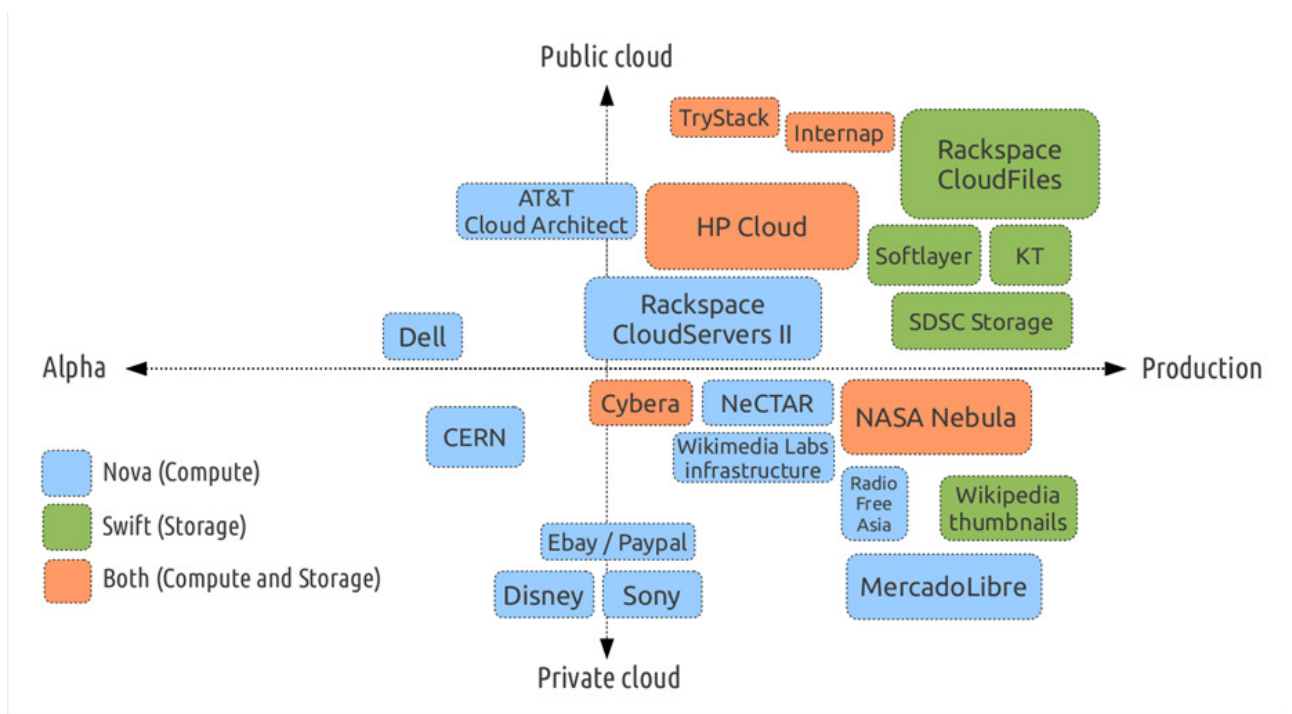 Public cloud
TryStack
Internap
Rackspace
CloudFiles
AT&T
Cloud Architect
HP Cloud
Softlayer
KT
Rackspace
CloudServers II
SDSC Storage
Dell
Alpha
Production
Cybera
NeCTAR
NASA Nebula
CERN
Wikimedia Labs
infrastructure
Nova (Compute)
Radio
Free
Asia
Wikipedia
thumbnails
Swift (Storage)
Ebay / Paypal
Both (Compute and Storage)
Disney
Sony
MercadoLibre
Private cloud